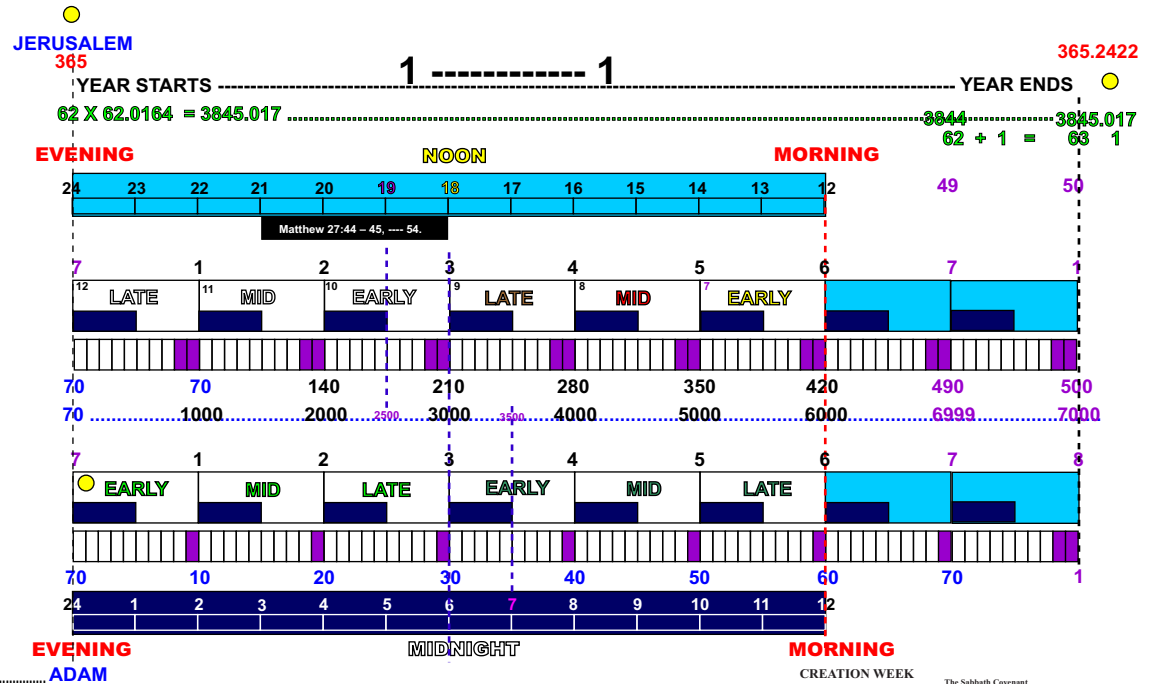 JERUSALEM
365
365.2422
YEAR STARTS ---------- 1 ----------- 1 ---------- YEAR ENDS
62 X 62.0164 = 3845.017 .......... 3844 3845.017
62 + 1 = 63 1
EVENING NOON MORNING
24 23 22 21 20 19 18 17 16 15 14 13 12 49 50
Matthew 27:44 – 45, ---- 54.
7 1 2 3 4 5 6 7 1
12 LATE 11 MID 10 EARLY 9 LATE 8 MID 7 EARLY
70 70 140 210 280 350 420 490 500
70 1000 2000 2500 3000 3500 4000 5000 6000 6999 7000
7 1 2 3 4 5 6 7 8
EARLY MID LATE EARLY MID LATE
70 10 20 30 40 50 60 70 1
24 1 2 3 4 5 6 7 8 9 10 11 12
EVENING MIDNIGHT MORNING
ADAM
CREATION WEEK
The Sabbath Covenant